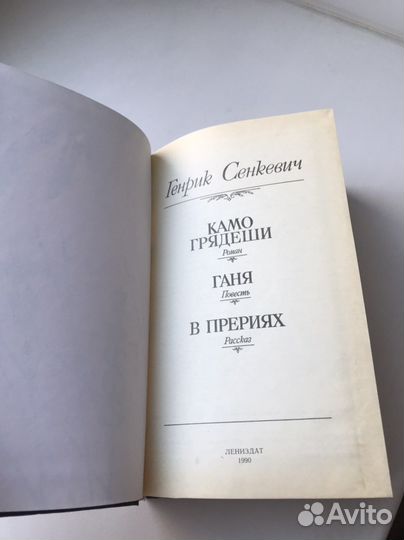 Генрик Сенкевич
КАМО
ГРЯДЕШИ
Роман
ГАНЯ
Повесть
В ПРЕРИЯХ
Рассказ
ЛЕНИЗДАТ
1990
Avito